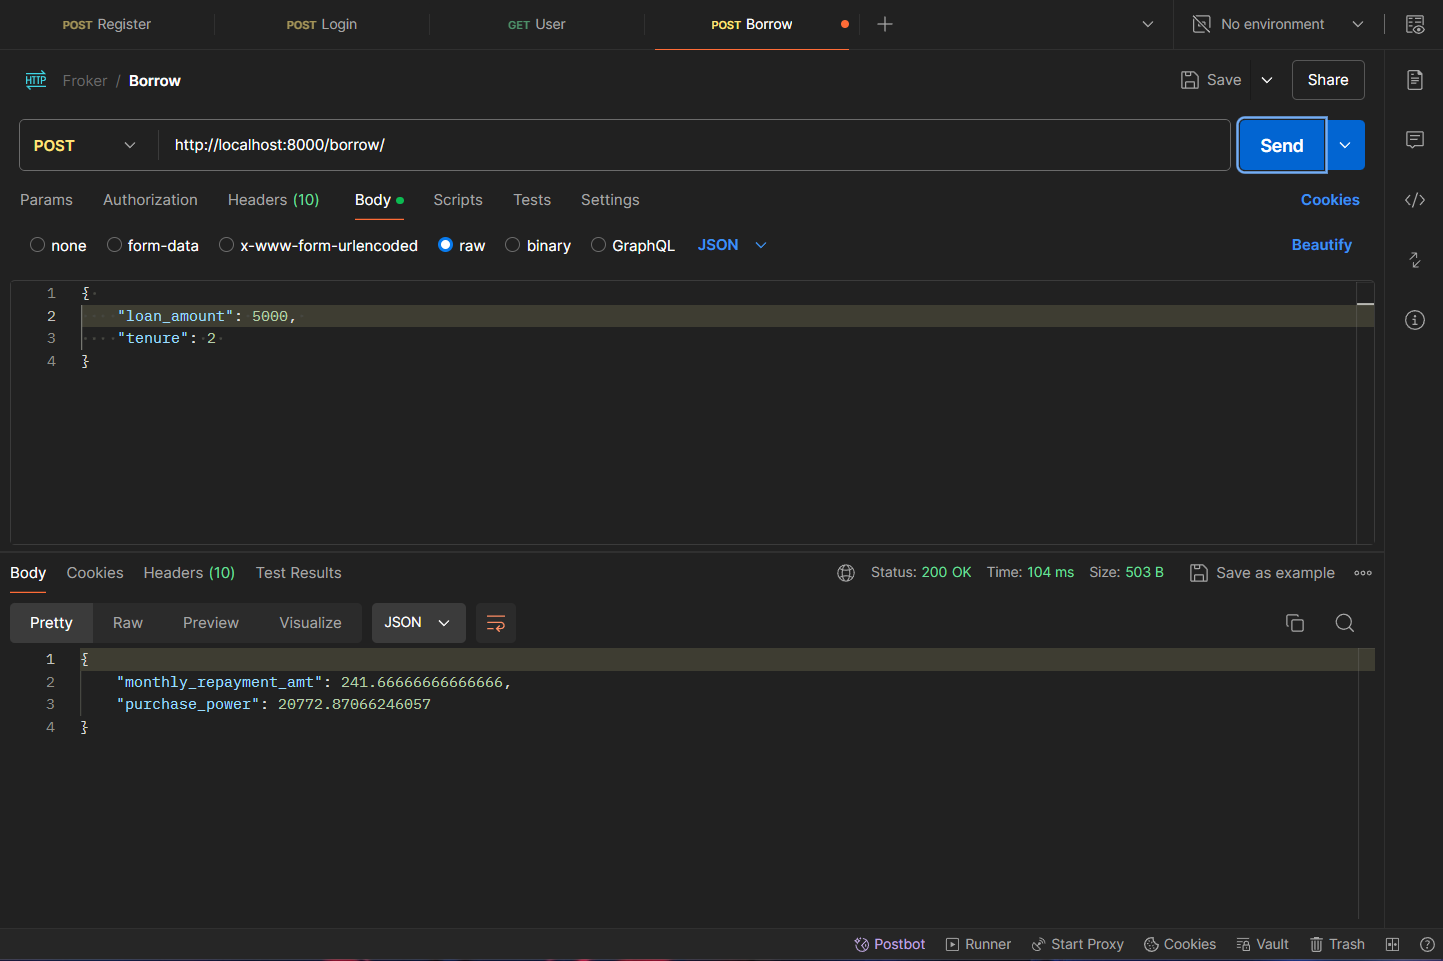 POST Register POST Login GET User POST Borrow No environment
HTTP Froker / Borrow Save Share
POST http://localhost:8000/borrow/ Send
Params Authorization Headers (10) Body Scripts Tests Settings Cookies
none form-data x-www-form-urlencoded raw binary GraphQL JSON Beautify
1 {
2 "loan_amount": 5000,
3 "tenure": 2
4 }
Body Cookies Headers (10) Test Results Status: 200 OK Time: 104 ms Size: 503 B Save as example
Pretty Raw Preview Visualize JSON
1 {
2 "monthly_repayment_amt": 241.66666666666666,
3 "purchase_power": 20772.87066246057
4 }
Postbot Runner Start Proxy Cookies Vault Trash